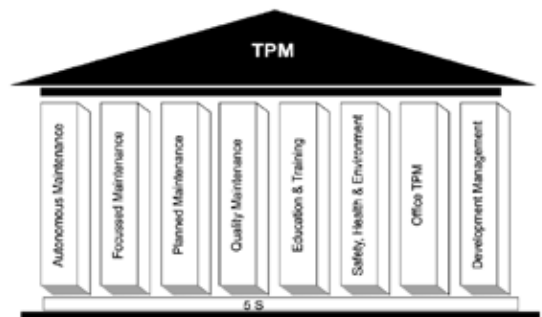 TPM
Autonomous Maintenance
Focussed Maintenance
Planned Maintenance
Quality Maintenance
Education & Training
Safety, Health & Environment
Office TPM
Development Management
5 S